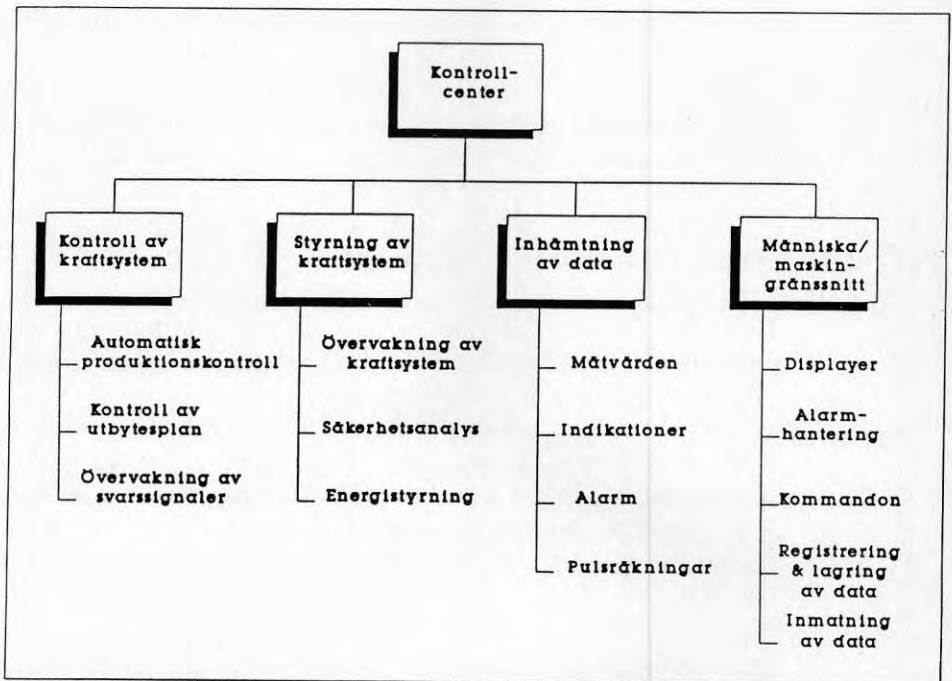 Kontroll-
center
Kontroll av
kraftsystem
Automatisk
produktionskontroll
Kontroll av
utbytesplan
Övervakning av
svarssignaler
Styrning av
kraftsystem
Övervakning av
kraftsystem
Säkerhetsanalys
Energistyrning
Inhämtning
av data
Mätvärden
Indikationer
Alarm
Pulsräkningar
Människa/
maskin-
gränssnitt
Displayer
Alarm-
hantering
Kommandon
Registrering
& lagring
av data
Inmatning
av data